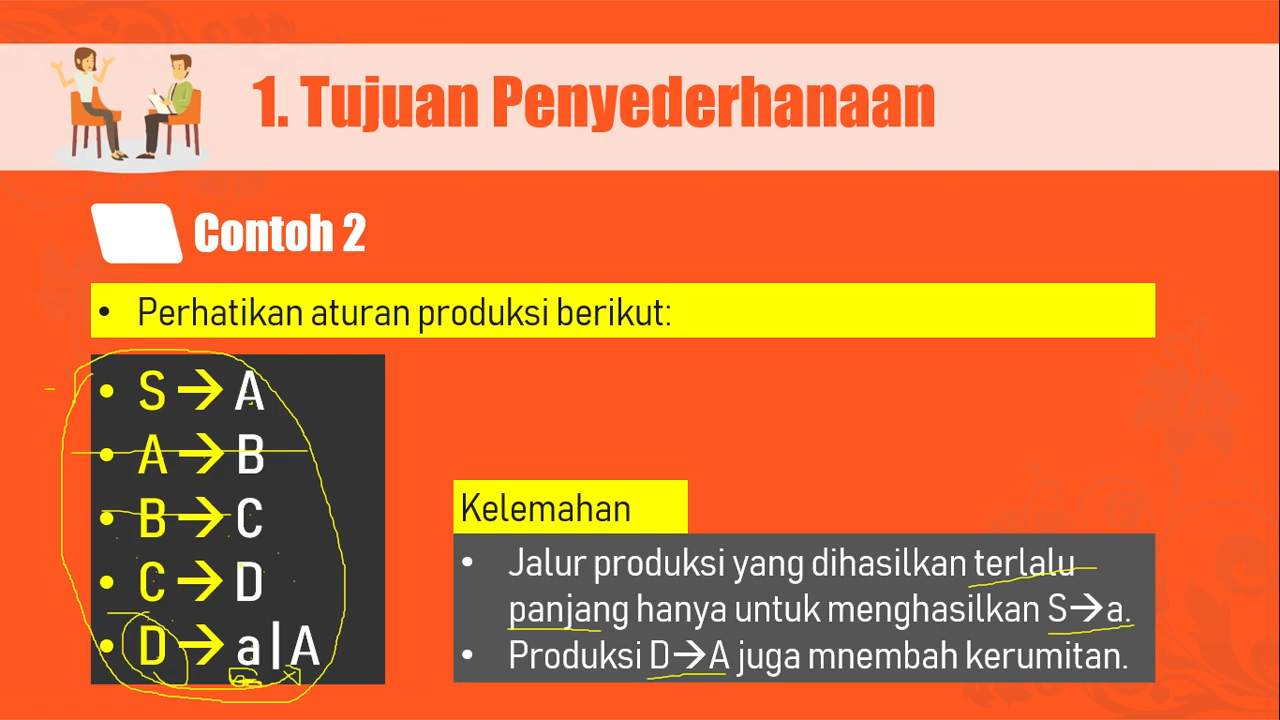 1. Tujuan Penyederhanaan
Contoh 2
• Perhatikan aturan produksi berikut:
• S→A
• A→B
• B→C
• C→D
• D→a|A
Kelemahan
• Jalur produksi yang dihasilkan terlalu
panjang hanya untuk menghasilkan S→a.
• Produksi D→A juga mnembah kerumitan.